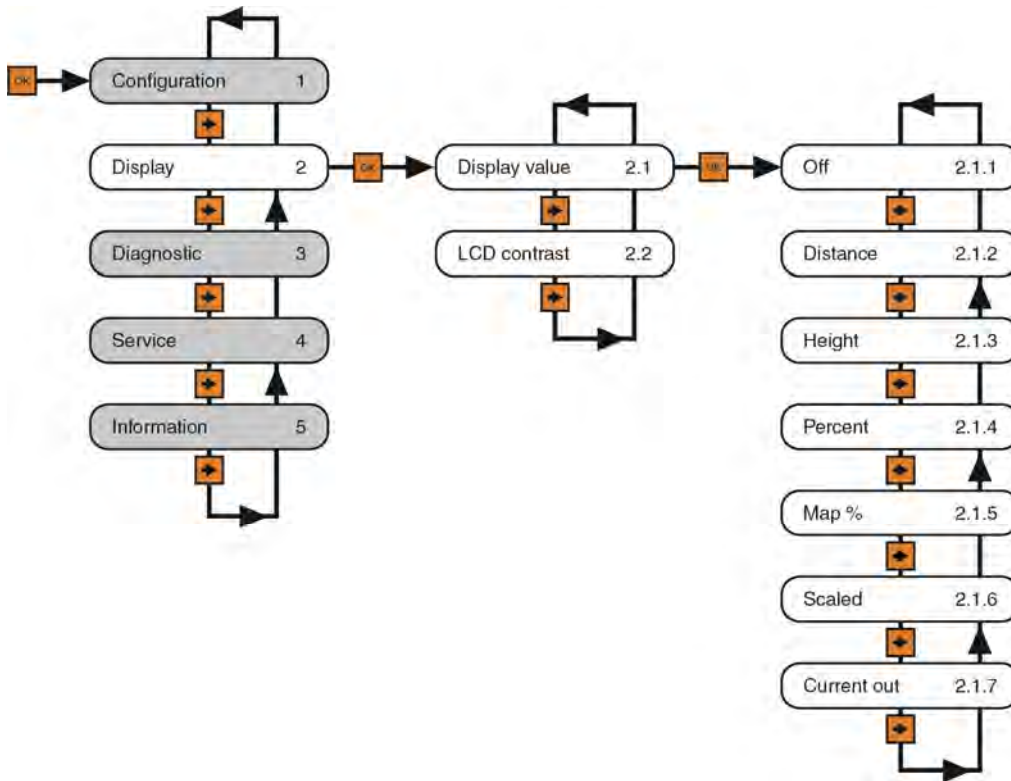 OK
Configuration 1
Display 2
OK
Display value 2.1
OK
Off 2.1.1
Diagnostic 3
LCD contrast 2.2
Distance 2.1.2
Service 4
Height 2.1.3
Information 5
Percent 2.1.4
Map % 2.1.5
Scaled 2.1.6
Current out 2.1.7